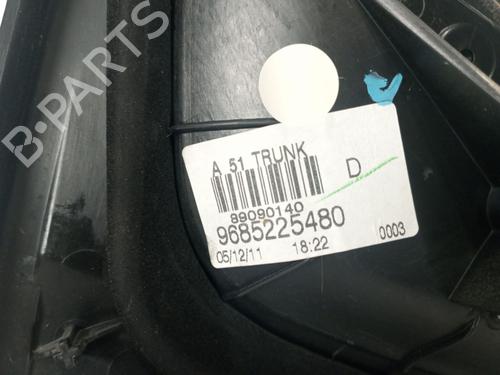 B-PARTS
A 51 TRUNK
D
89090140
9685225480
05/12/11 18:22 0003